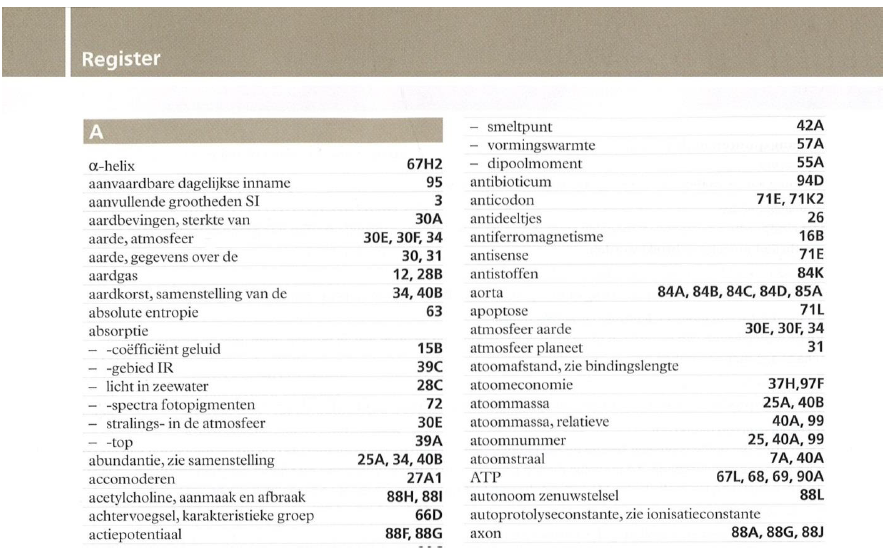 Register
A
α-helix 67H2
aanvaardbare dagelijkse inname 95
aanvullende grootheden SI 3
aardbevingen, sterkte van 30A
aarde, atmosfeer 30E, 30F, 34
aarde, gegevens over de 30, 31
aardgas 12, 28B
aardkorst, samenstelling van de 34, 40B
absolute entropie 63
absorptie
– -coëfficiënt geluid 15B
– -gebied IR 39C
– licht in zeewater 28C
– -spectra fotopigmenten 72
– stralings- in de atmosfeer 30E
– -top 39A
abundantie, zie samenstelling 25A, 34, 40B
accomoderen 27A1
acetylcholine, aanmaak en afbraak 88H, 88I
achtervoegsel, karakteristieke groep 66D
actiepotentiaal 88F, 88G
– smeltpunt 42A
– vormingswarmte 57A
– dipoolmoment 55A
antibioticum 94D
anticodon 71E, 71K2
antideeltjes 26
antiferromagnetisme 16B
antisense 71E
antistoffen 84K
aorta 84A, 84B, 84C, 84D, 85A
apoptose 71L
atmosfeer aarde 30E, 30F, 34
atmosfeer planeet 31
atoomafstand, zie bindingslengte
atoomeconomie 37H,97F
atoommassa 25A, 40B
atoommassa, relatieve 40A, 99
atoomnummer 25, 40A, 99
atoomstraal 7A, 40A
ATP 67L, 68, 69, 90A
autonoom zenuwstelsel 88L
autoprotolyseconstante, zie ionisatieconstante
axon 88A, 88G, 88J